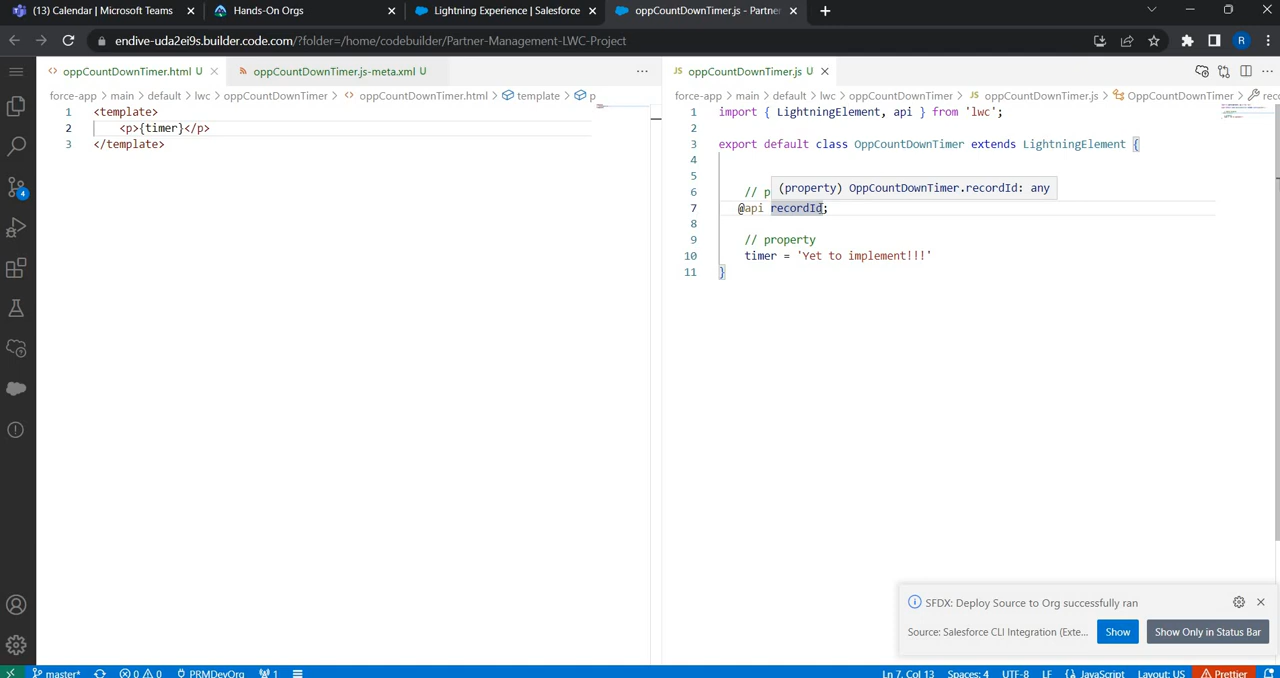 (13) Calendar | Microsoft Teams
Hands-On Orgs
Lightning Experience | Salesforce
oppCountDownTimer.js - Partner
endive-uda2ei9s.builder.code.com/?folder=/home/codebuilder/Partner-Management-LWC-Project
R
oppCountDownTimer.html U
oppCountDownTimer.js-meta.xml U
force-app > main > default > lwc > oppCountDownTimer > oppCountDownTimer.html > template > p
1 <template>
2 <p>{timer}</p>
3 </template>
JS oppCountDownTimer.js U
force-app > main > default > lwc > oppCountDownTimer > JS oppCountDownTimer.js > OppCountDownTimer > rec
1 import { LightningElement, api } from 'lwc';
2
3 export default class OppCountDownTimer extends LightningElement {
4
5
6 // p
(property) OppCountDownTimer.recordId: any
7 @api recordId;
8
9 // property
10 timer = 'Yet to implement!!!'
11 }
4
SFDX: Deploy Source to Org successfully ran
Source: Salesforce CLI Integration (Exte...
Show
Show Only in Status Bar
master* 0 0 PRMDevOrg 1
Ln 7, Col 13 Spaces: 4 UTF-8 LF {} JavaScript Layout: US Prettier